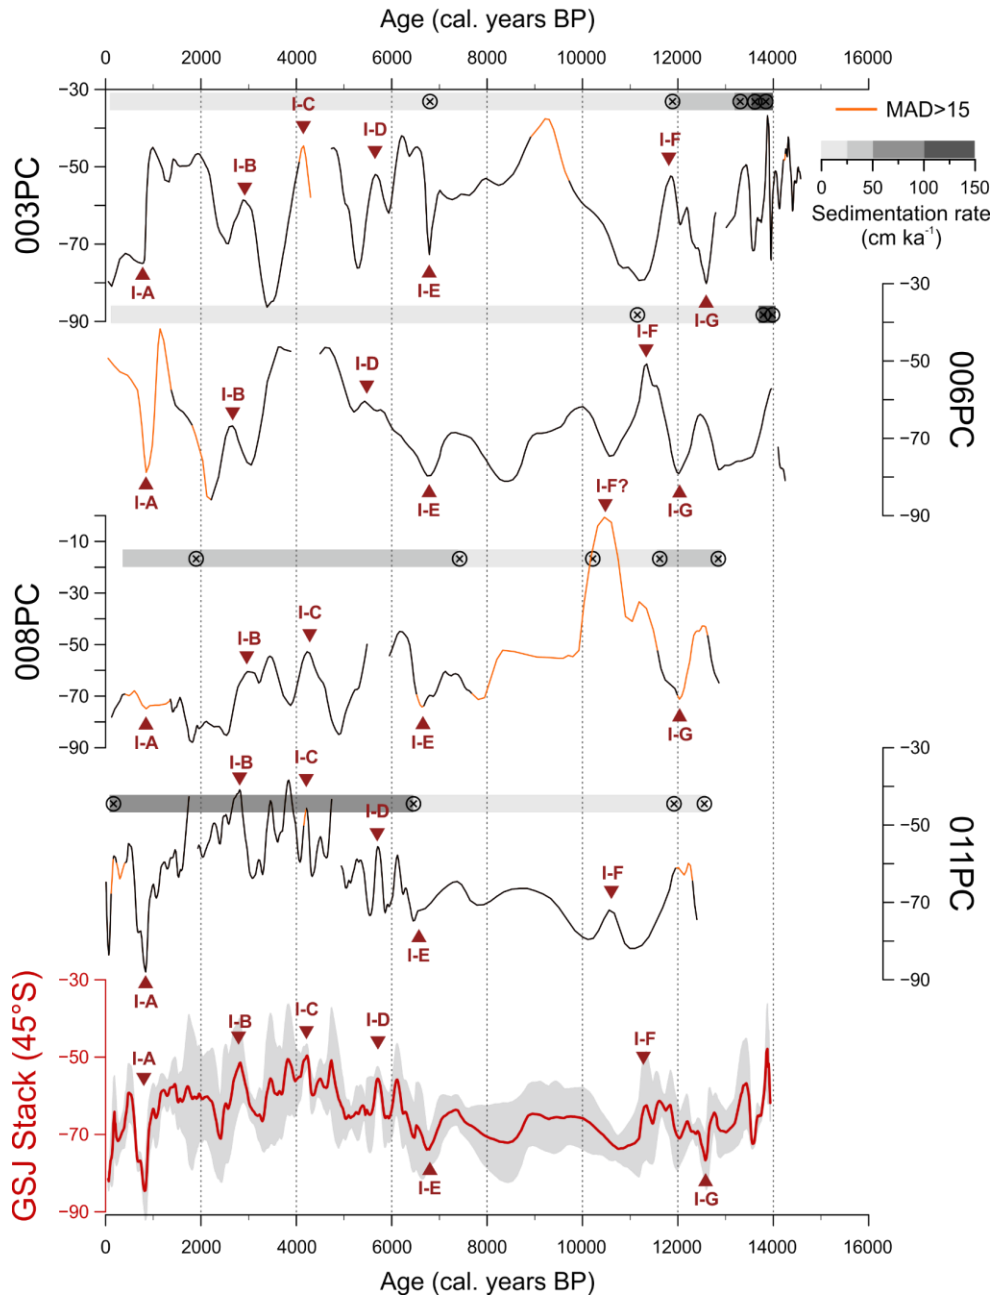 Age (cal. years BP)
0 2000 4000 6000 8000 10000 12000 14000 16000
−30
−50
−70
−90
003PC
I-A
I-B
I-C
I-D
I-E
I-F
I-G
MAD>15
0 50 100 150
Sedimentation rate
(cm ka⁻¹)
−30
−50
−70
−90
006PC
I-A
I-B
I-D
I-E
I-F
I-G
−10
−30
−50
−70
−90
008PC
I-A
I-B
I-C
I-E
I-F?
I-G
−30
−50
−70
−90
011PC
I-A
I-B
I-C
I-D
I-E
I-F
−30
−50
−70
−90
GSJ Stack (45°S)
I-A
I-B
I-C
I-D
I-E
I-F
I-G
0 2000 4000 6000 8000 10000 12000 14000 16000
Age (cal. years BP)